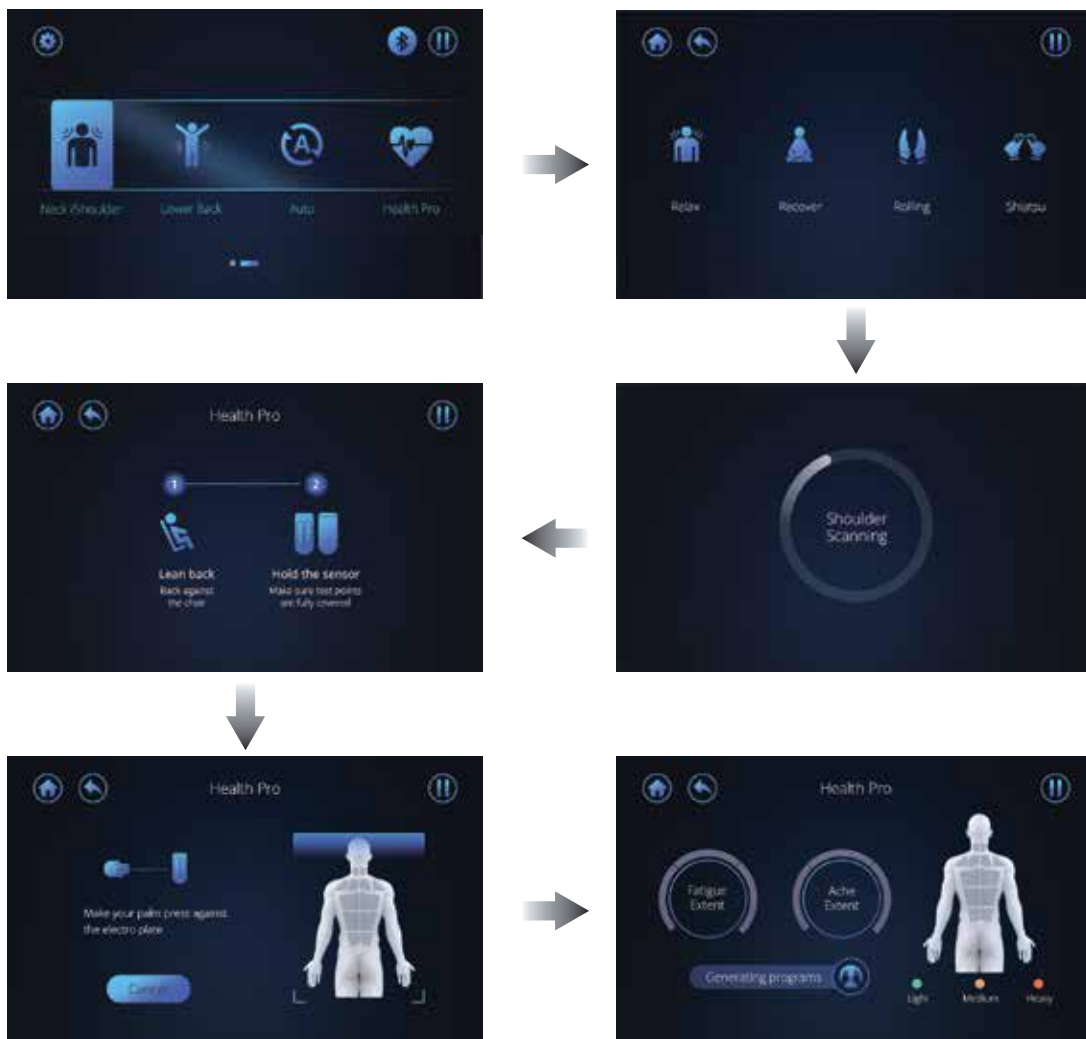 Neck /Shoulder
Lower Back
Auto
Health Pro
A
Relax
Recover
Rolling
Shiatsu
Shoulder
Scanning
Health Pro
1
2
Lean back
Back against
the chair
Hold the sensor
Make sure test points
are fully covered
Health Pro
Make your palm press against
the electro plate
Cancel
Health Pro
Fatigue
Extent
Ache
Extent
Generating programs
Light
Medium
Heavy